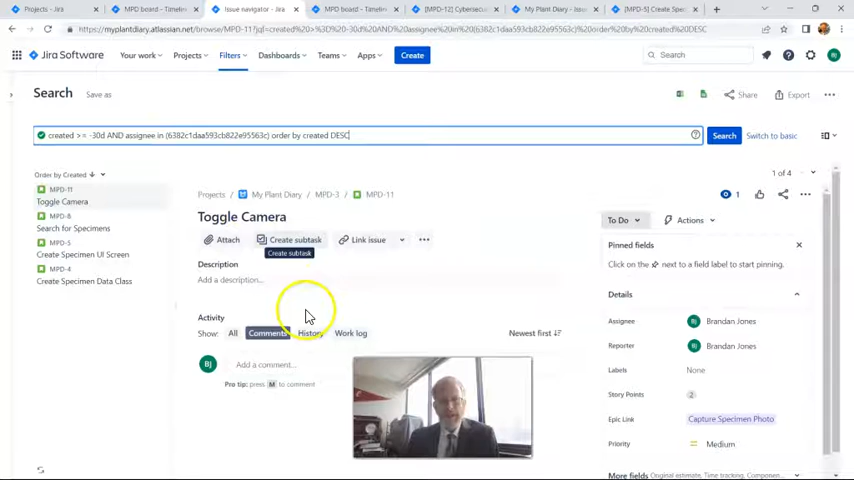 Projects - Jira
MPD board - Timeline
Issue navigator - Jira
MPD board - Timeline
[MPD-12] Cybersecu
My Plant Diary - Issue
[MPD-5] Create Spe
https://myplantdiary.atlassian.net/browse/MPD-11?jql=created%20>%3D%20-30d%20AND%20assignee%20in%20(6382c1daa593cb822e95563c)%20order%20by%20created%20DESC
Jira Software
Projects
Filters
Dashboards
Teams
Apps
Create
Search
BJ
Search
Save as
Share
Export
created >= -30d AND assignee in (6382c1daa593cb822e95563c) order by created DESC
Search
Switch to basic
Order by Created
1 of 4
MPD-11
Toggle Camera
MPD-8
Search for Specimens
MPD-5
Create Specimen UI Screen
MPD-4
Create Specimen Data Class
Projects / My Plant Diary / MPD-3 / MPD-11
1
Toggle Camera
Attach
Create subtask
Link issue
Create subtask
Description
Add a description...
Activity
Show:
All
Comments
History
Work log
Newest first
BJ
Add a comment...
Pro tip: press M to comment
To Do
Actions
Pinned fields
Click on the next to a field label to start pinning.
Details
Assignee
BJ Brandan Jones
Reporter
BJ Brandan Jones
Labels
None
Story Points
2
Epic Link
Capture Specimen Photo
Priority
Medium
More fields Original estimate, Time tracking, Componen...